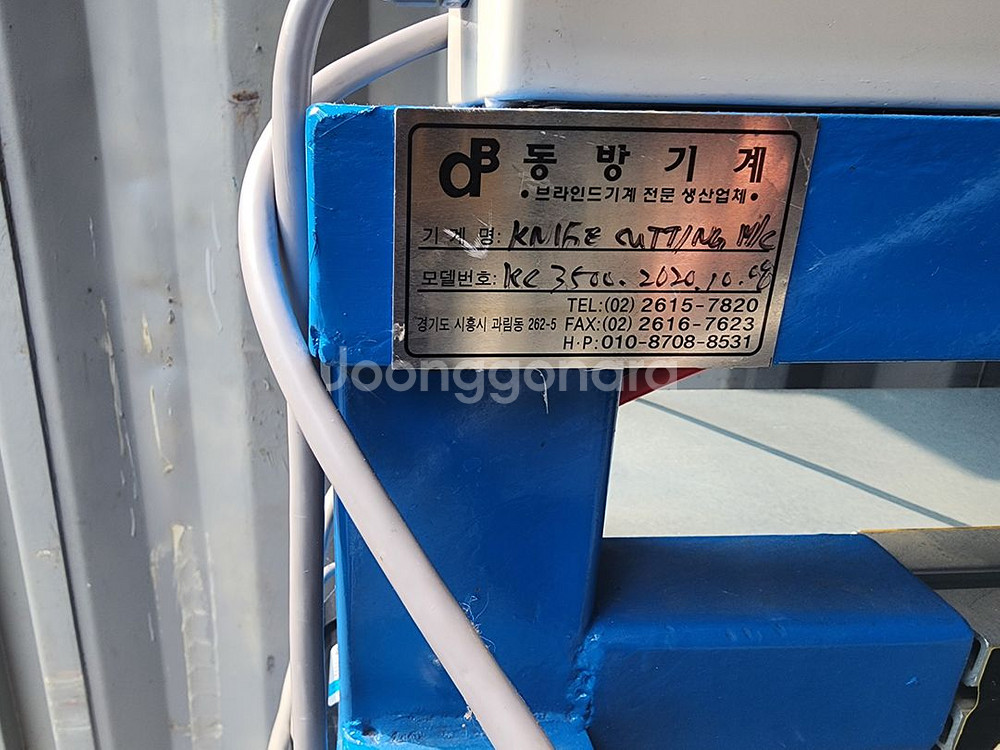 dB 동방기계
•브라인드기계 전문 생산업체•
기계명: KNIFE CUTTING M/C
모델번호: KC 3500. 2020.10.08
TEL:(02) 2615-7820
경기도 시흥시 과림동 262-5 FAX:(02) 2616-7623
H·P:010-8708-8531
Joonggonara